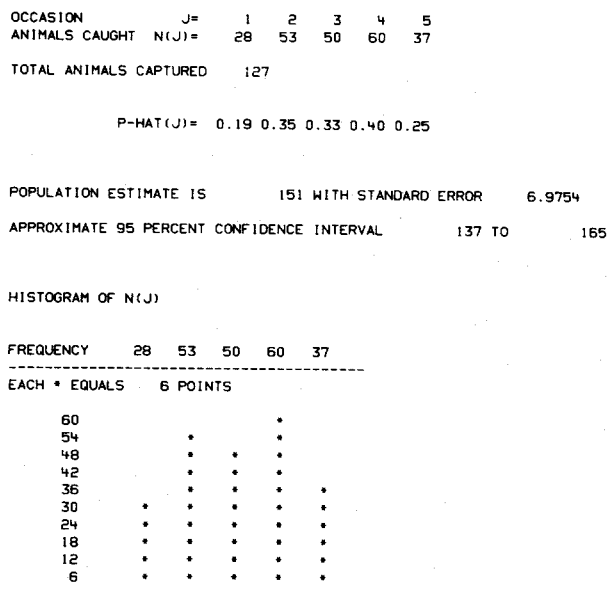 OCCASION J= 1 2 3 4 5
ANIMALS CAUGHT N(J)= 28 53 50 60 37
TOTAL ANIMALS CAPTURED 127
P-HAT(J)= 0.19 0.35 0.33 0.40 0.25
POPULATION ESTIMATE IS 151 WITH STANDARD ERROR 6.9754
APPROXIMATE 95 PERCENT CONFIDENCE INTERVAL 137 TO 165
HISTOGRAM OF N(J)
FREQUENCY 28 53 50 60 37
--------------------------------------------------
EACH * EQUALS 6 POINTS
60 *
54 * *
48 * * *
42 * * *
36 * * * *
30 * * * * *
24 * * * * *
18 * * * * *
12 * * * * *
6 * * * * *